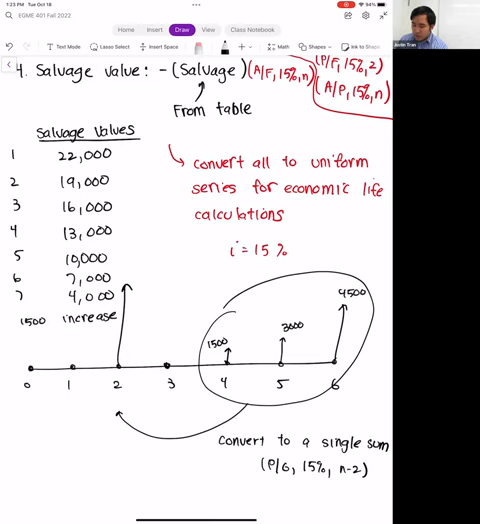 1:23 PM Tue Oct 18
94%
EGME 401 Fall 2022
Home Insert Draw View Class Notebook
Text Mode Lasso Select Insert Space Math Shapes Ink to Shape
Justin Tran
4. Salvage value: - (Salvage) (A/F, 15%, n)
(P/F, 15%, 2)
(A/P, 15%, n)
From table
Salvage Values
1 22,000
2 19,000
3 16,000
4 13,000
5 10,000
6 7,000
7 4,000
1500 increase
convert all to uniform
series for economic life
calculations
i = 15 %
1500
3000
4500
0 1 2 3 4 5 6
convert to a single sum
(P/G, 15%, n-2)